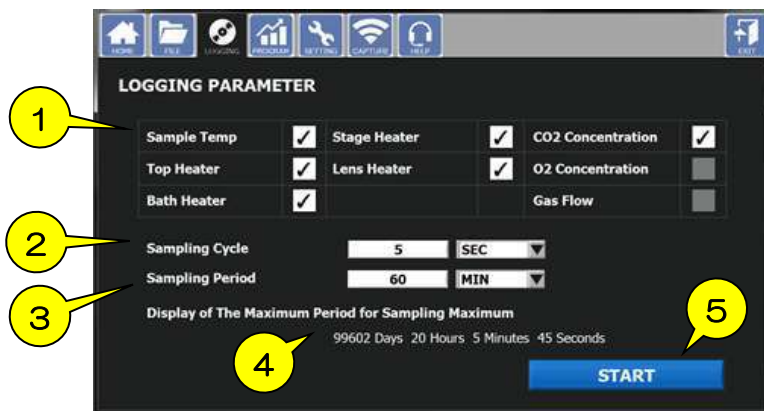 HOME FILE LOGGING PROGRAM SETTING CAPTURE HELP EXIT
LOGGING PARAMETER
1
Sample Temp Stage Heater CO2 Concentration
Top Heater Lens Heater O2 Concentration
Bath Heater Gas Flow
2
Sampling Cycle 5 SEC
Sampling Period 60 MIN
3
Display of The Maximum Period for Sampling Maximum
4
99602 Days 20 Hours 5 Minutes 45 Seconds
5
START